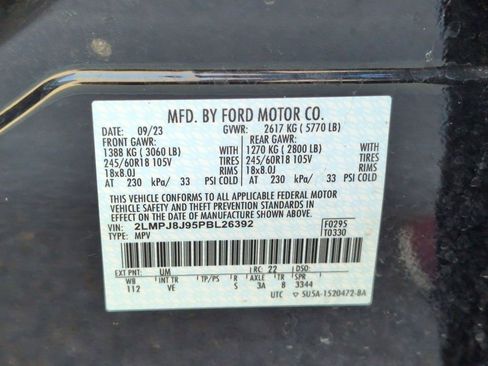 MFD. BY FORD MOTOR CO.
DATE: 09/23 GVWR: 2617 KG ( 5770 LB)
FRONT GAWR: REAR GAWR:
1388 KG ( 3060 LB) 1270 KG ( 2800 LB)
245/60R18 105V TIRES 245/60R18 105V TIRES
18x8.0J RIMS 18x8.0J RIMS
AT 230 kPa/ 33 PSI COLD AT 230 kPa/ 33 PSI COLD
THIS VEHICLE CONFORMS TO ALL APPLICABLE FEDERAL MOTOR
VEHICLE SAFETY AND THEFT PREVENTION STANDARDS IN EFFECT
ON THE DATE OF MANUFACTURE SHOWN ABOVE.
VIN: 2LMPJ8J95PBL26392 F0295
TYPE: MPV T0330
EXT PNT: UM RC: 22 DSO:
WB INT TR TP/PS R AXLE TR SPR
112 VE S 3A 8 3344
UTC 5U5A-1520472-BA